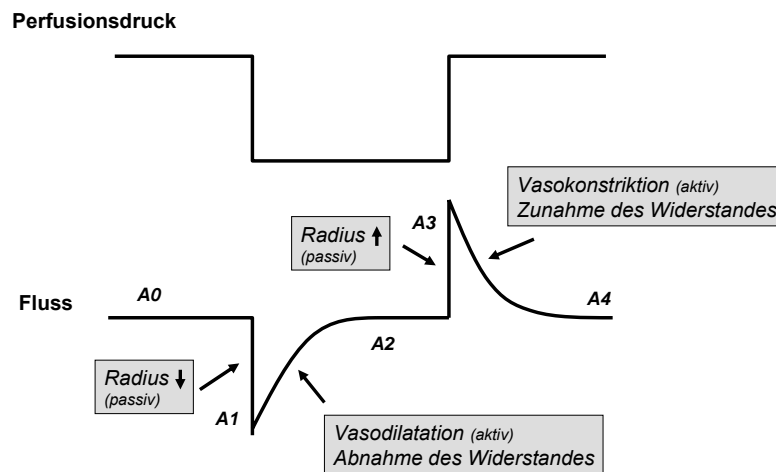 Perfusionsdruck
Vasokonstriktion (aktiv)
Zunahme des Widerstandes
A3
Radius ↑
(passiv)
A0
A4
Fluss
A2
Radius ↓
(passiv)
A1
Vasodilatation (aktiv)
Abnahme des Widerstandes